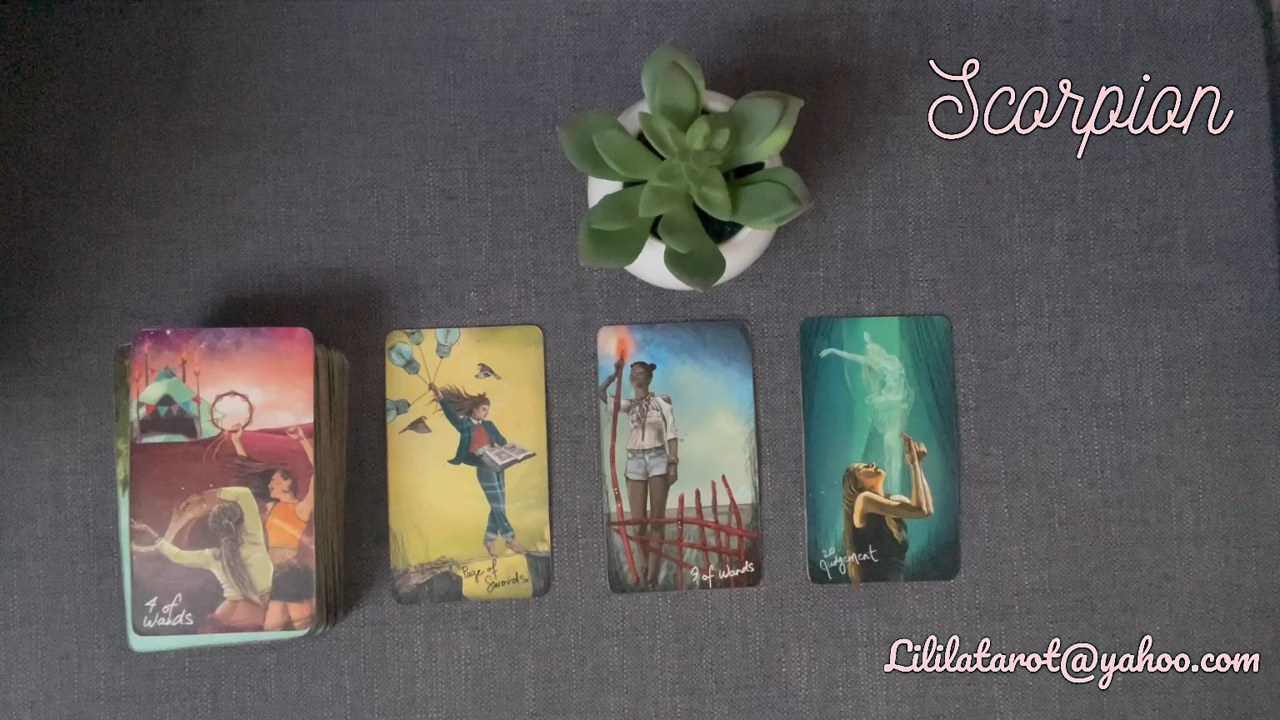 Scorpion
4 of
Wands
Page of
Swords
9 of Wands
20
Judgement
Lililatarot@yahoo.com